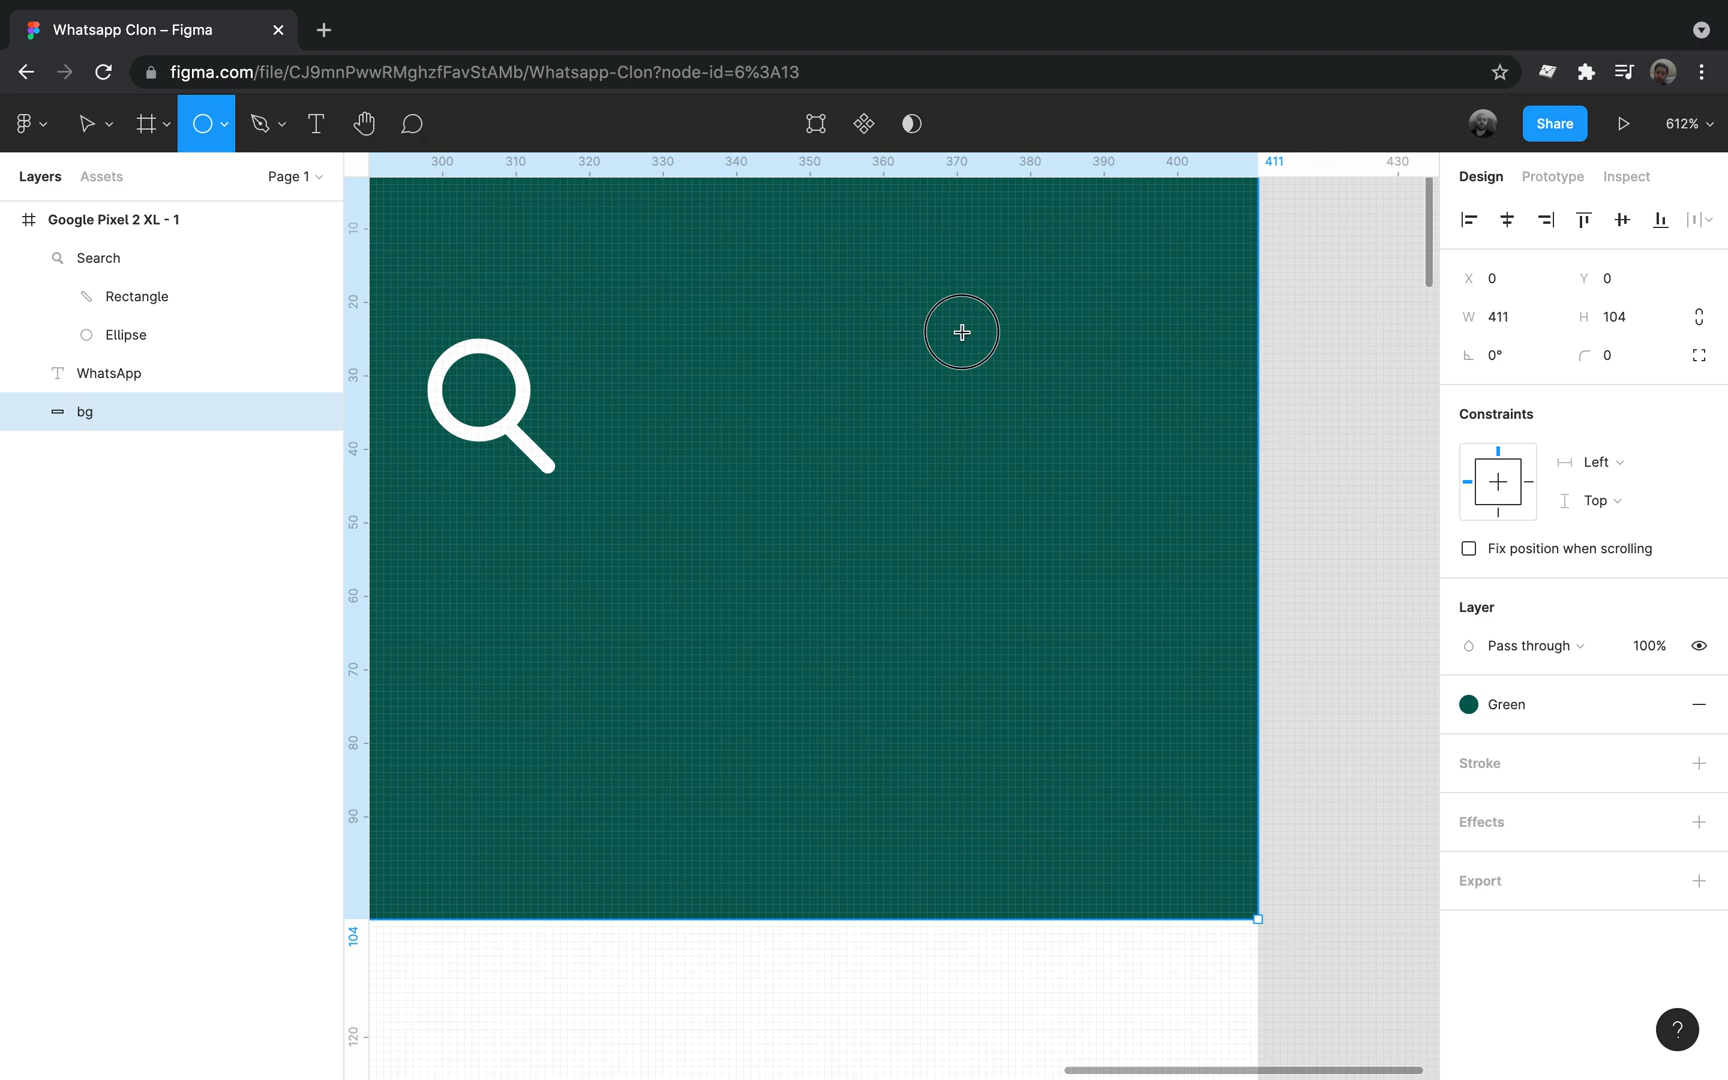 Whatsapp Clon – Figma
figma.com/file/CJ9mnPwwRMghzfFavStAMb/Whatsapp-Clon?node-id=6%3A13
Share
612%
Layers
Assets
Page 1
300
310
320
330
340
350
360
370
380
390
400
411
430
Design
Prototype
Inspect
Google Pixel 2 XL - 1
Search
Rectangle
Ellipse
WhatsApp
bg
10
20
30
40
50
60
70
80
90
104
120
X 0
Y 0
W 411
H 104
0°
0
Constraints
Left
Top
Fix position when scrolling
Layer
Pass through
100%
Green
Stroke
Effects
Export
?